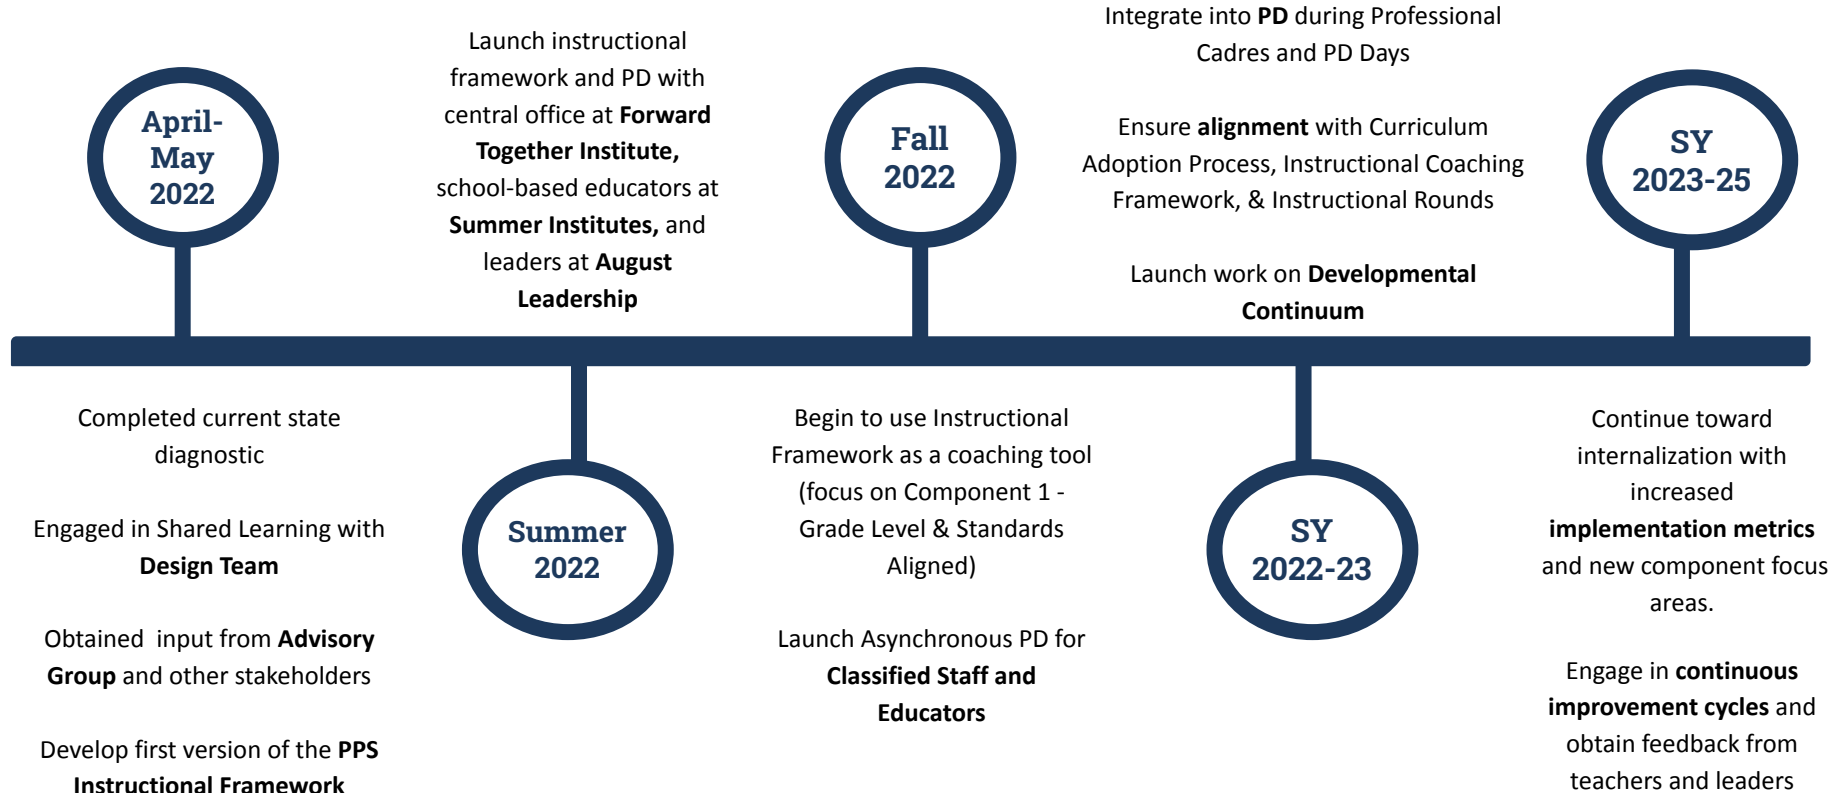 April-
May
2022
Completed current state
diagnostic
Engaged in Shared Learning with
Design Team
Obtained  input from Advisory
Group and other stakeholders
Develop first version of the PPS
Instructional Framework
Launch instructional
framework and PD with
central office at Forward
Together Institute,
school-based educators at
Summer Institutes, and
leaders at August
Leadership
Summer
2022
Fall
2022
Begin to use Instructional
Framework as a coaching tool
(focus on Component 1 -
Grade Level & Standards
Aligned)
Launch Asynchronous PD for
Classified Staff and
Educators
Integrate into PD during Professional
Cadres and PD Days
Ensure alignment with Curriculum
Adoption Process, Instructional Coaching
Framework, & Instructional Rounds
Launch work on Developmental
Continuum
SY
2022-23
SY
2023-25
Continue toward
internalization with
increased
implementation metrics
and new component focus
areas.
Engage in continuous
improvement cycles and
obtain feedback from
teachers and leaders